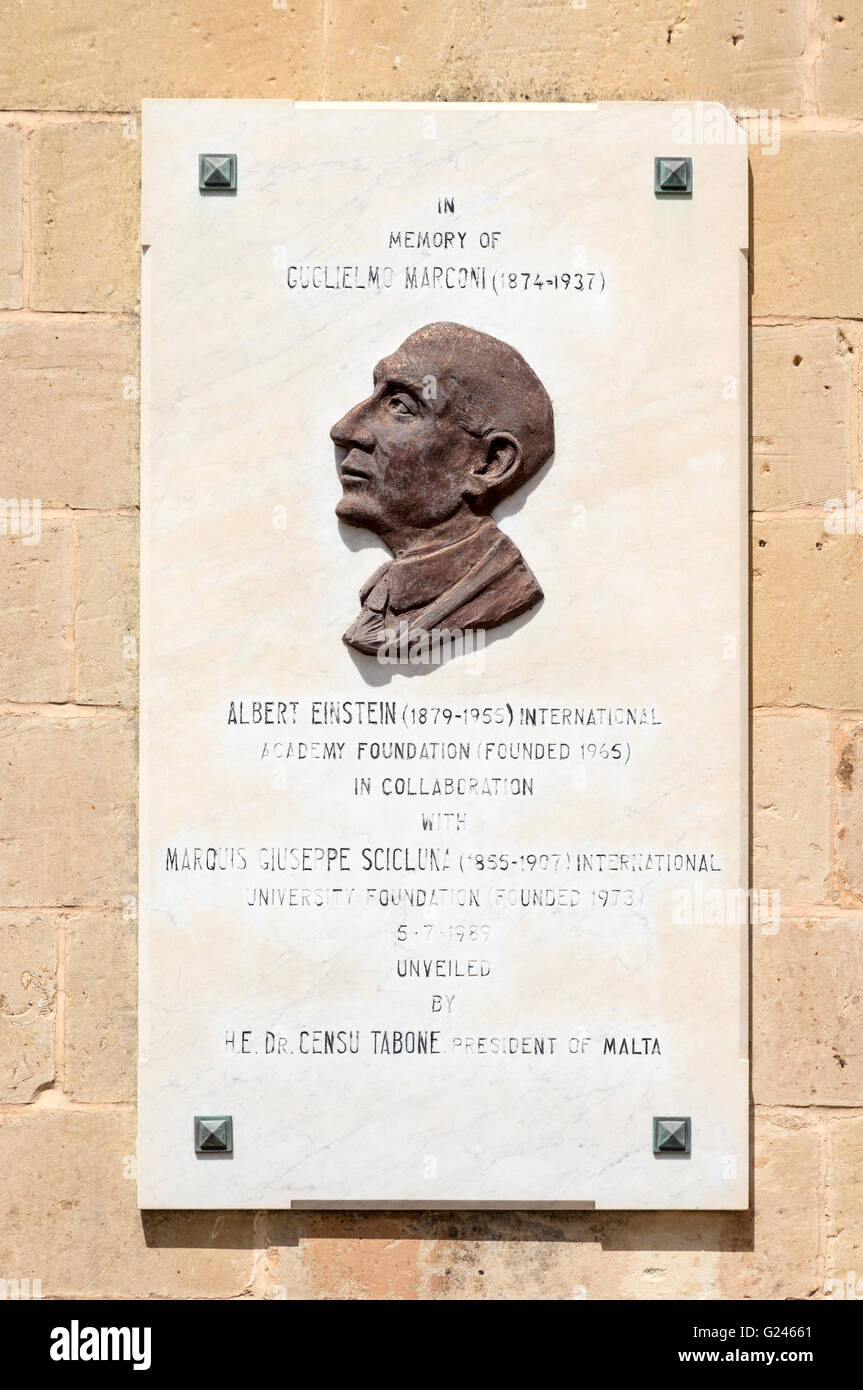 IN
MEMORY OF
GUGLIELMO MARCONI (1874-1937)
ALBERT EINSTEIN (1879-1955) INTERNATIONAL
ACADEMY FOUNDATION (FOUNDED 1965)
IN COLLABORATION
WITH
MARQUIS GIUSEPPE SCICLUNA (1855-1907) INTERNATIONAL
UNIVERSITY FOUNDATION (FOUNDED 1973)
5·7·1989
UNVEILED
BY
H.E. DR. CENSU TABONE. PRESIDENT OF MALTA
alamy
Image ID: G24661
www.alamy.com